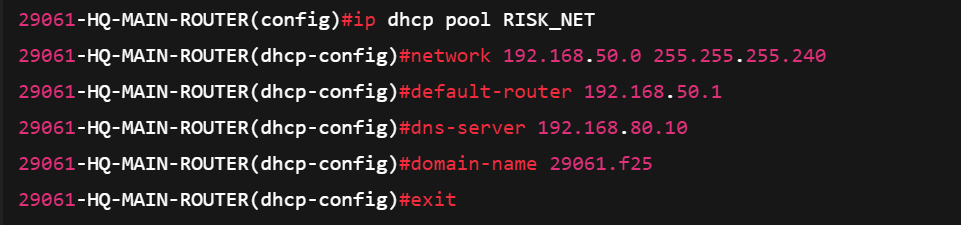 29061-HQ-MAIN-ROUTER(config)#ip dhcp pool RISK_NET
29061-HQ-MAIN-ROUTER(dhcp-config)#network 192.168.50.0 255.255.255.240
29061-HQ-MAIN-ROUTER(dhcp-config)#default-router 192.168.50.1
29061-HQ-MAIN-ROUTER(dhcp-config)#dns-server 192.168.80.10
29061-HQ-MAIN-ROUTER(dhcp-config)#domain-name 29061.f25
29061-HQ-MAIN-ROUTER(dhcp-config)#exit